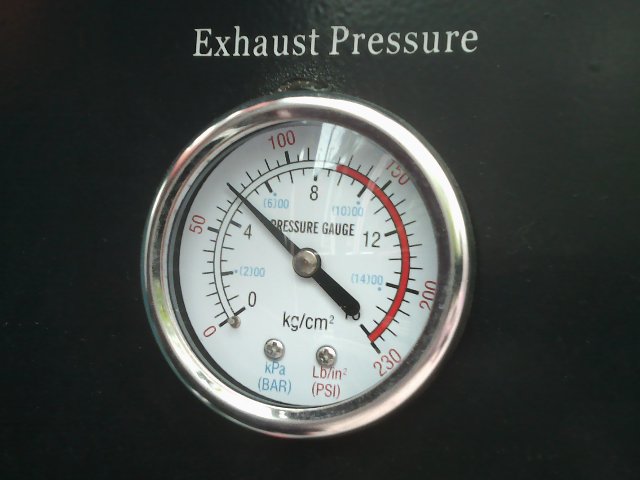 Exhaust Pressure
100
150
50
8
(6)00
(10)00
PRESSURE GAUGE
4
12
(2)00
(14)00
200
0
kg/cm²
16
0
230
kPa
(BAR)
Lb/in²
(PSI)